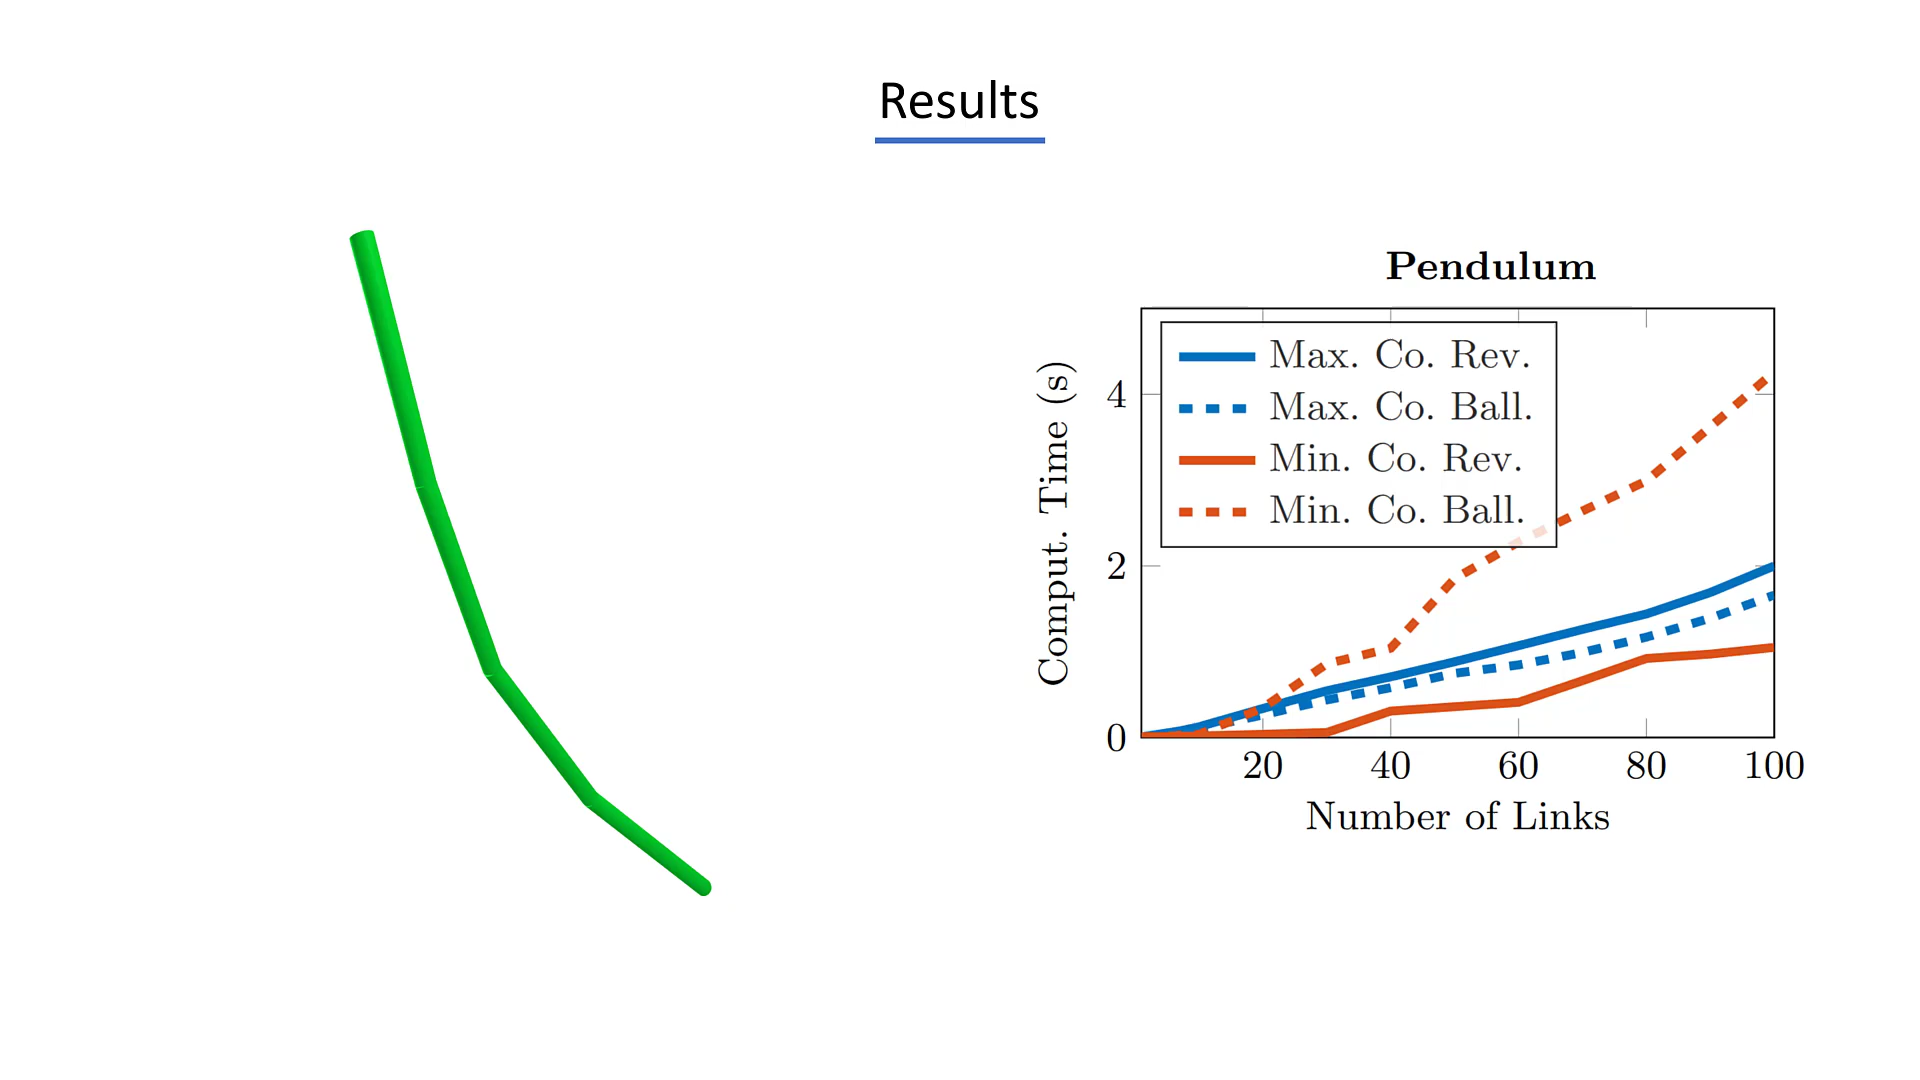 Results
Pendulum
Max. Co. Rev.
Max. Co. Ball.
Min. Co. Rev.
Min. Co. Ball.
Comput. Time (s)
4
2
0
20 40 60 80 100
Number of Links